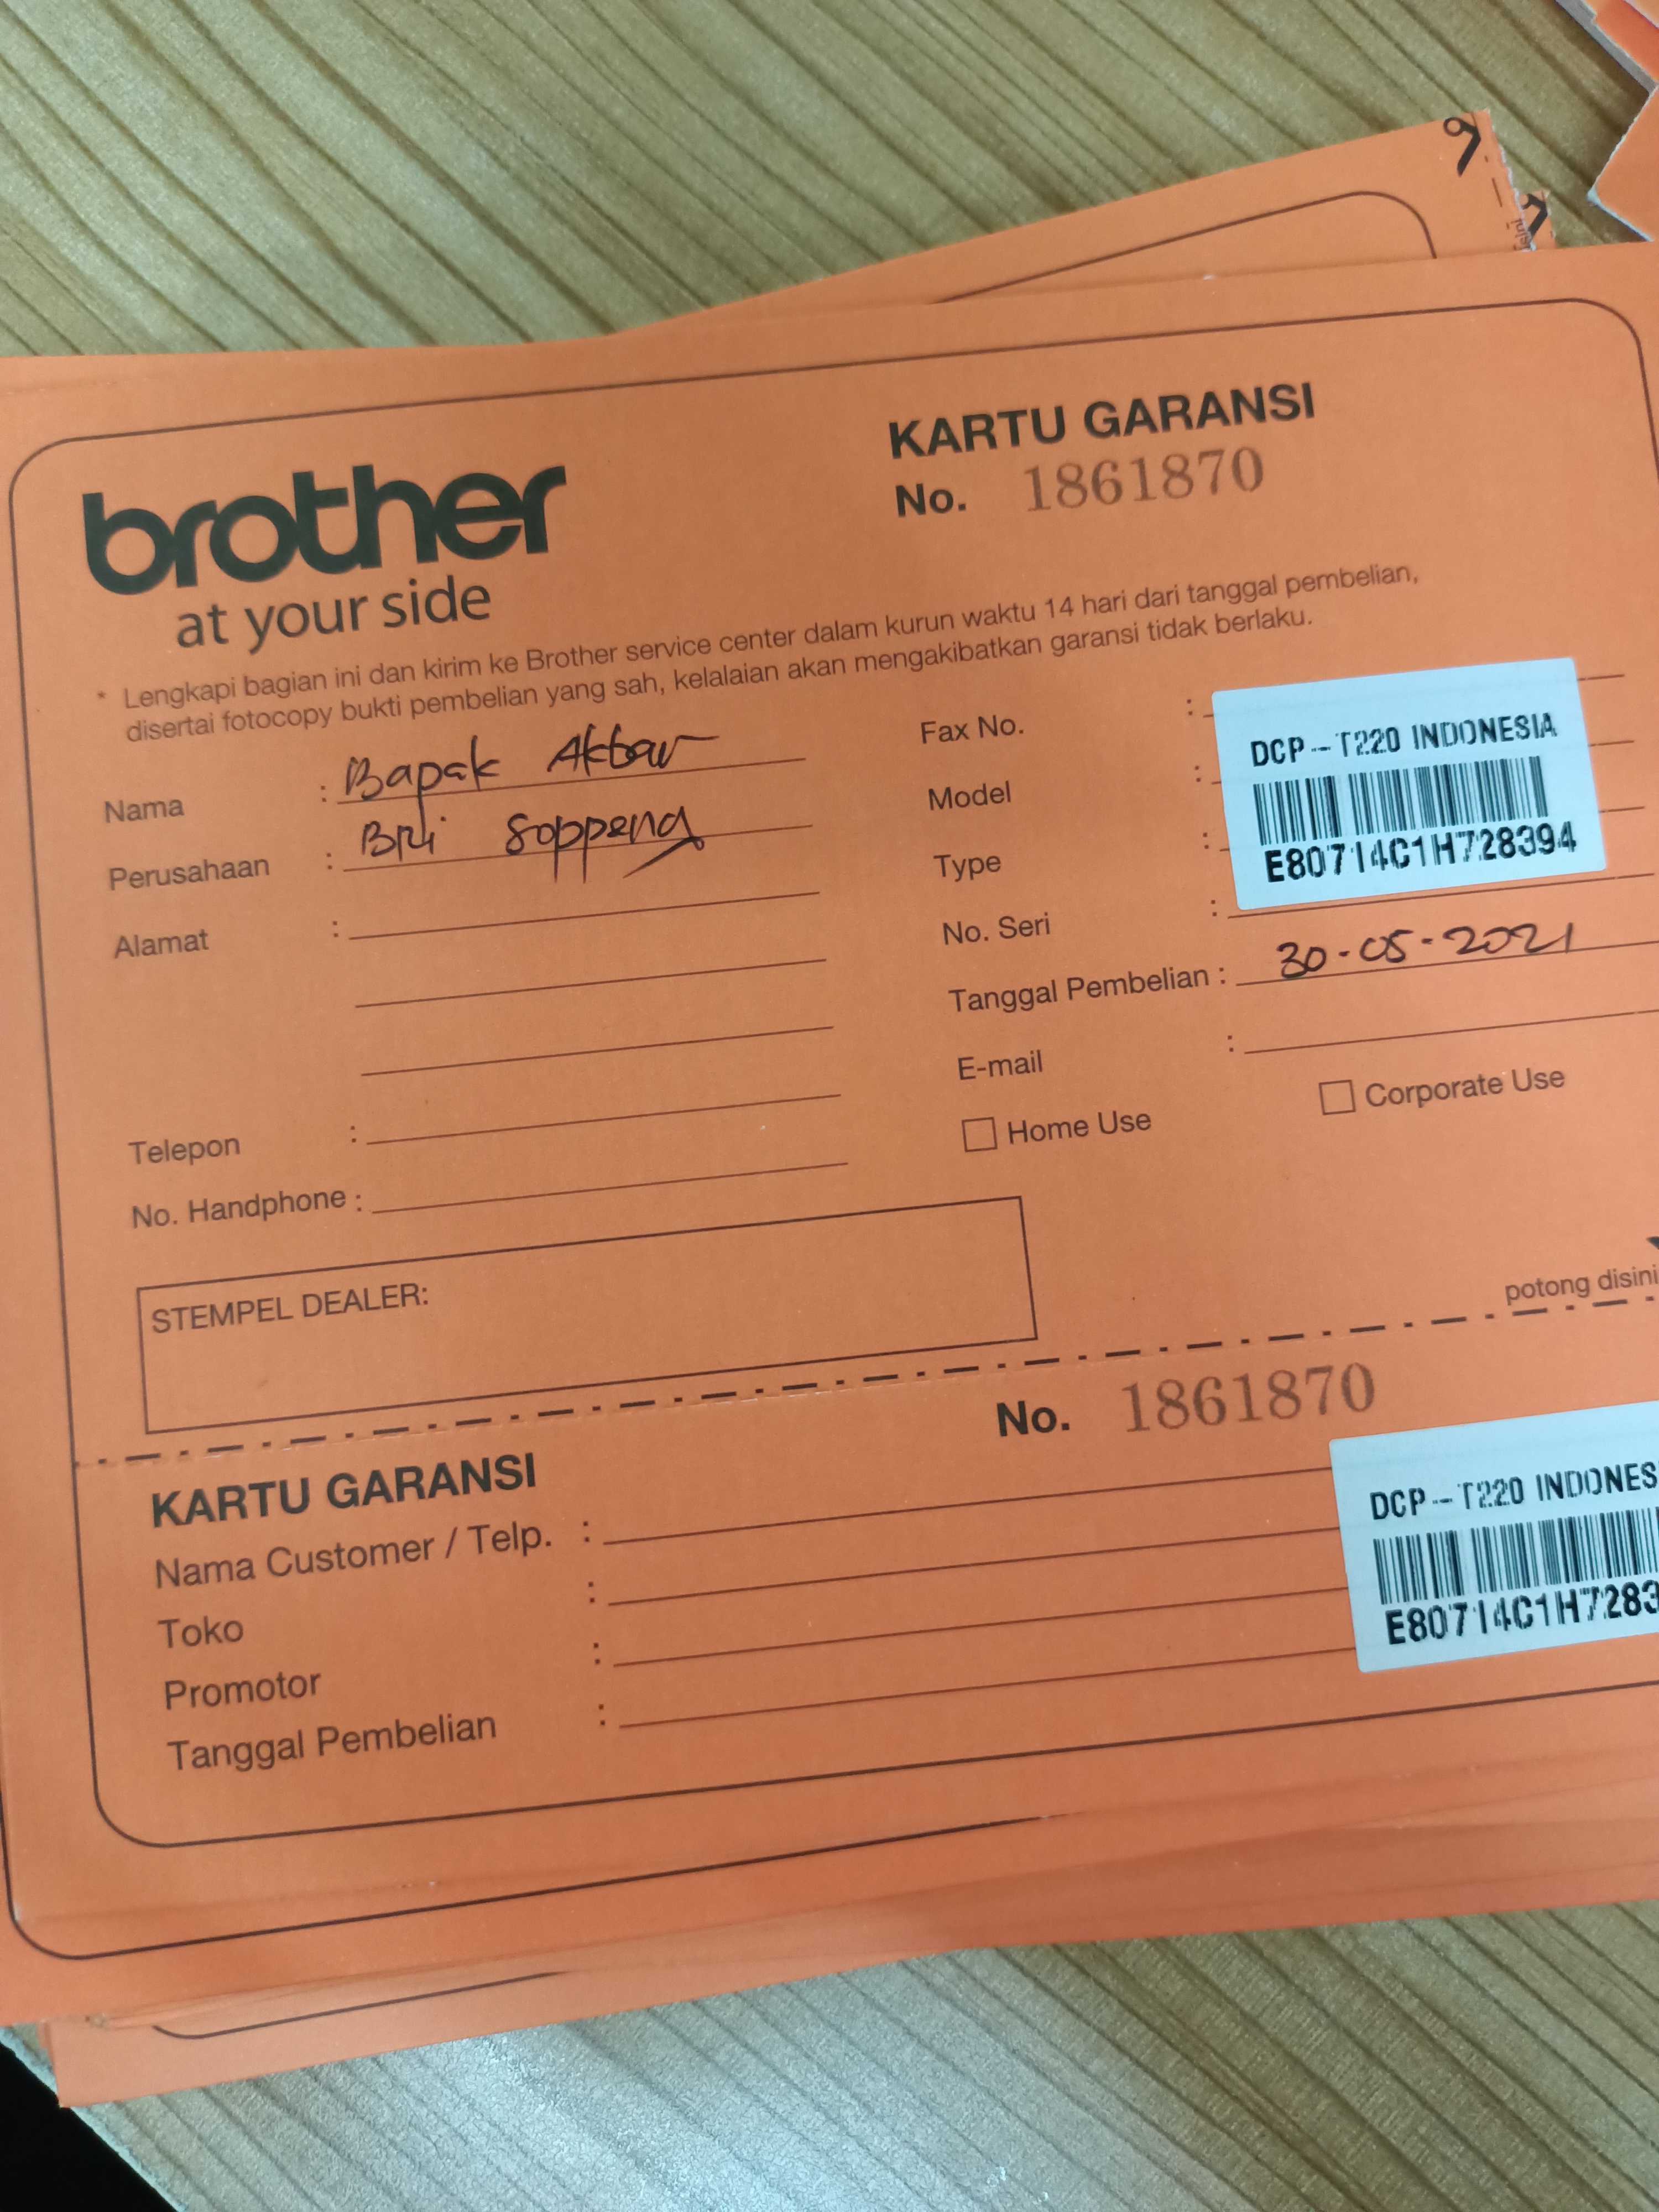 brother
at your side
KARTU GARANSI
No. 1861870
* Lengkapi bagian ini dan kirim ke Brother service center dalam kurun waktu 14 hari dari tanggal pembelian,
disertai fotocopy bukti pembelian yang sah, kelalaian akan mengakibatkan garansi tidak berlaku.
Nama : Bapak Akbar
Perusahaan : BRI Soppeng
Alamat :
Telepon :
No. Handphone :
Fax No. :
Model :
Type :
No. Seri :
DCP-T220 INDONESIA
E80714C1H728394
Tanggal Pembelian : 30-05-2021
E-mail :
Home Use
Corporate Use
STEMPEL DEALER:
potong disini
KARTU GARANSI
No. 1861870
Nama Customer / Telp. :
Toko :
Promotor :
Tanggal Pembelian :
DCP-T220 INDONES
E80714C1H7283